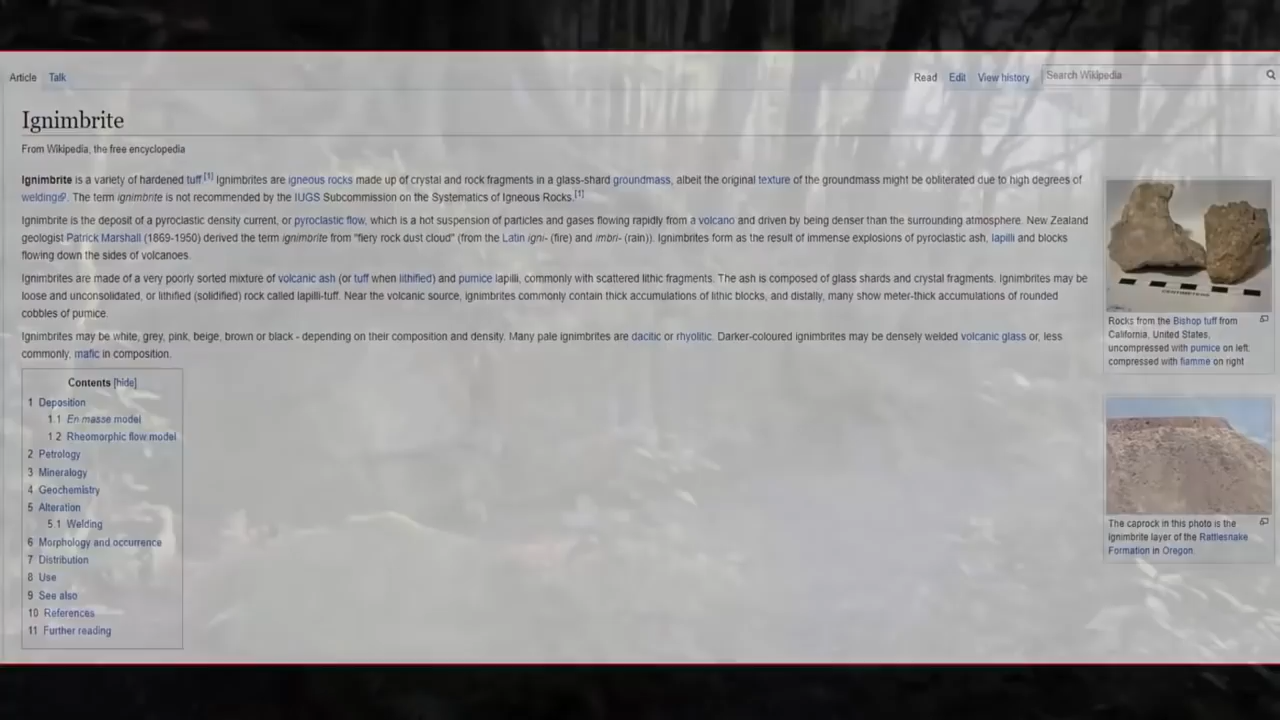 Article Talk Read Edit View history Search Wikipedia
Ignimbrite
From Wikipedia, the free encyclopedia
Ignimbrite is a variety of hardened tuff.[1] Ignimbrites are igneous rocks made up of crystal and rock fragments in a glass-shard groundmass, albeit the original texture of the groundmass might be obliterated due to high degrees of
welding. The term ignimbrite is not recommended by the IUGS Subcommission on the Systematics of Igneous Rocks.[1]
Ignimbrite is the deposit of a pyroclastic density current, or pyroclastic flow, which is a hot suspension of particles and gases flowing rapidly from a volcano and driven by being denser than the surrounding atmosphere. New Zealand
geologist Patrick Marshall (1869-1950) derived the term ignimbrite from "fiery rock dust cloud" (from the Latin igni- (fire) and imbri- (rain)). Ignimbrites form as the result of immense explosions of pyroclastic ash, lapilli and blocks
flowing down the sides of volcanoes.
Ignimbrites are made of a very poorly sorted mixture of volcanic ash (or tuff when lithified) and pumice lapilli, commonly with scattered lithic fragments. The ash is composed of glass shards and crystal fragments. Ignimbrites may be
loose and unconsolidated, or lithified (solidified) rock called lapilli-tuff. Near the volcanic source, ignimbrites commonly contain thick accumulations of lithic blocks, and distally, many show meter-thick accumulations of rounded
cobbles of pumice.
Ignimbrites may be white, grey, pink, beige, brown or black - depending on their composition and density. Many pale ignimbrites are dacitic or rhyolitic. Darker-coloured ignimbrites may be densely welded volcanic glass or, less
commonly, mafic in composition.
Contents [hide]
1 Deposition
1.1 En masse model
1.2 Rheomorphic flow model
2 Petrology
3 Mineralogy
4 Geochemistry
5 Alteration
5.1 Welding
6 Morphology and occurrence
7 Distribution
8 Use
9 See also
10 References
11 Further reading
CENTIMETERS
Rocks from the Bishop tuff from
California, United States,
uncompressed with pumice on left;
compressed with fiamme on right
The caprock in this photo is the
ignimbrite layer of the Rattlesnake
Formation in Oregon.